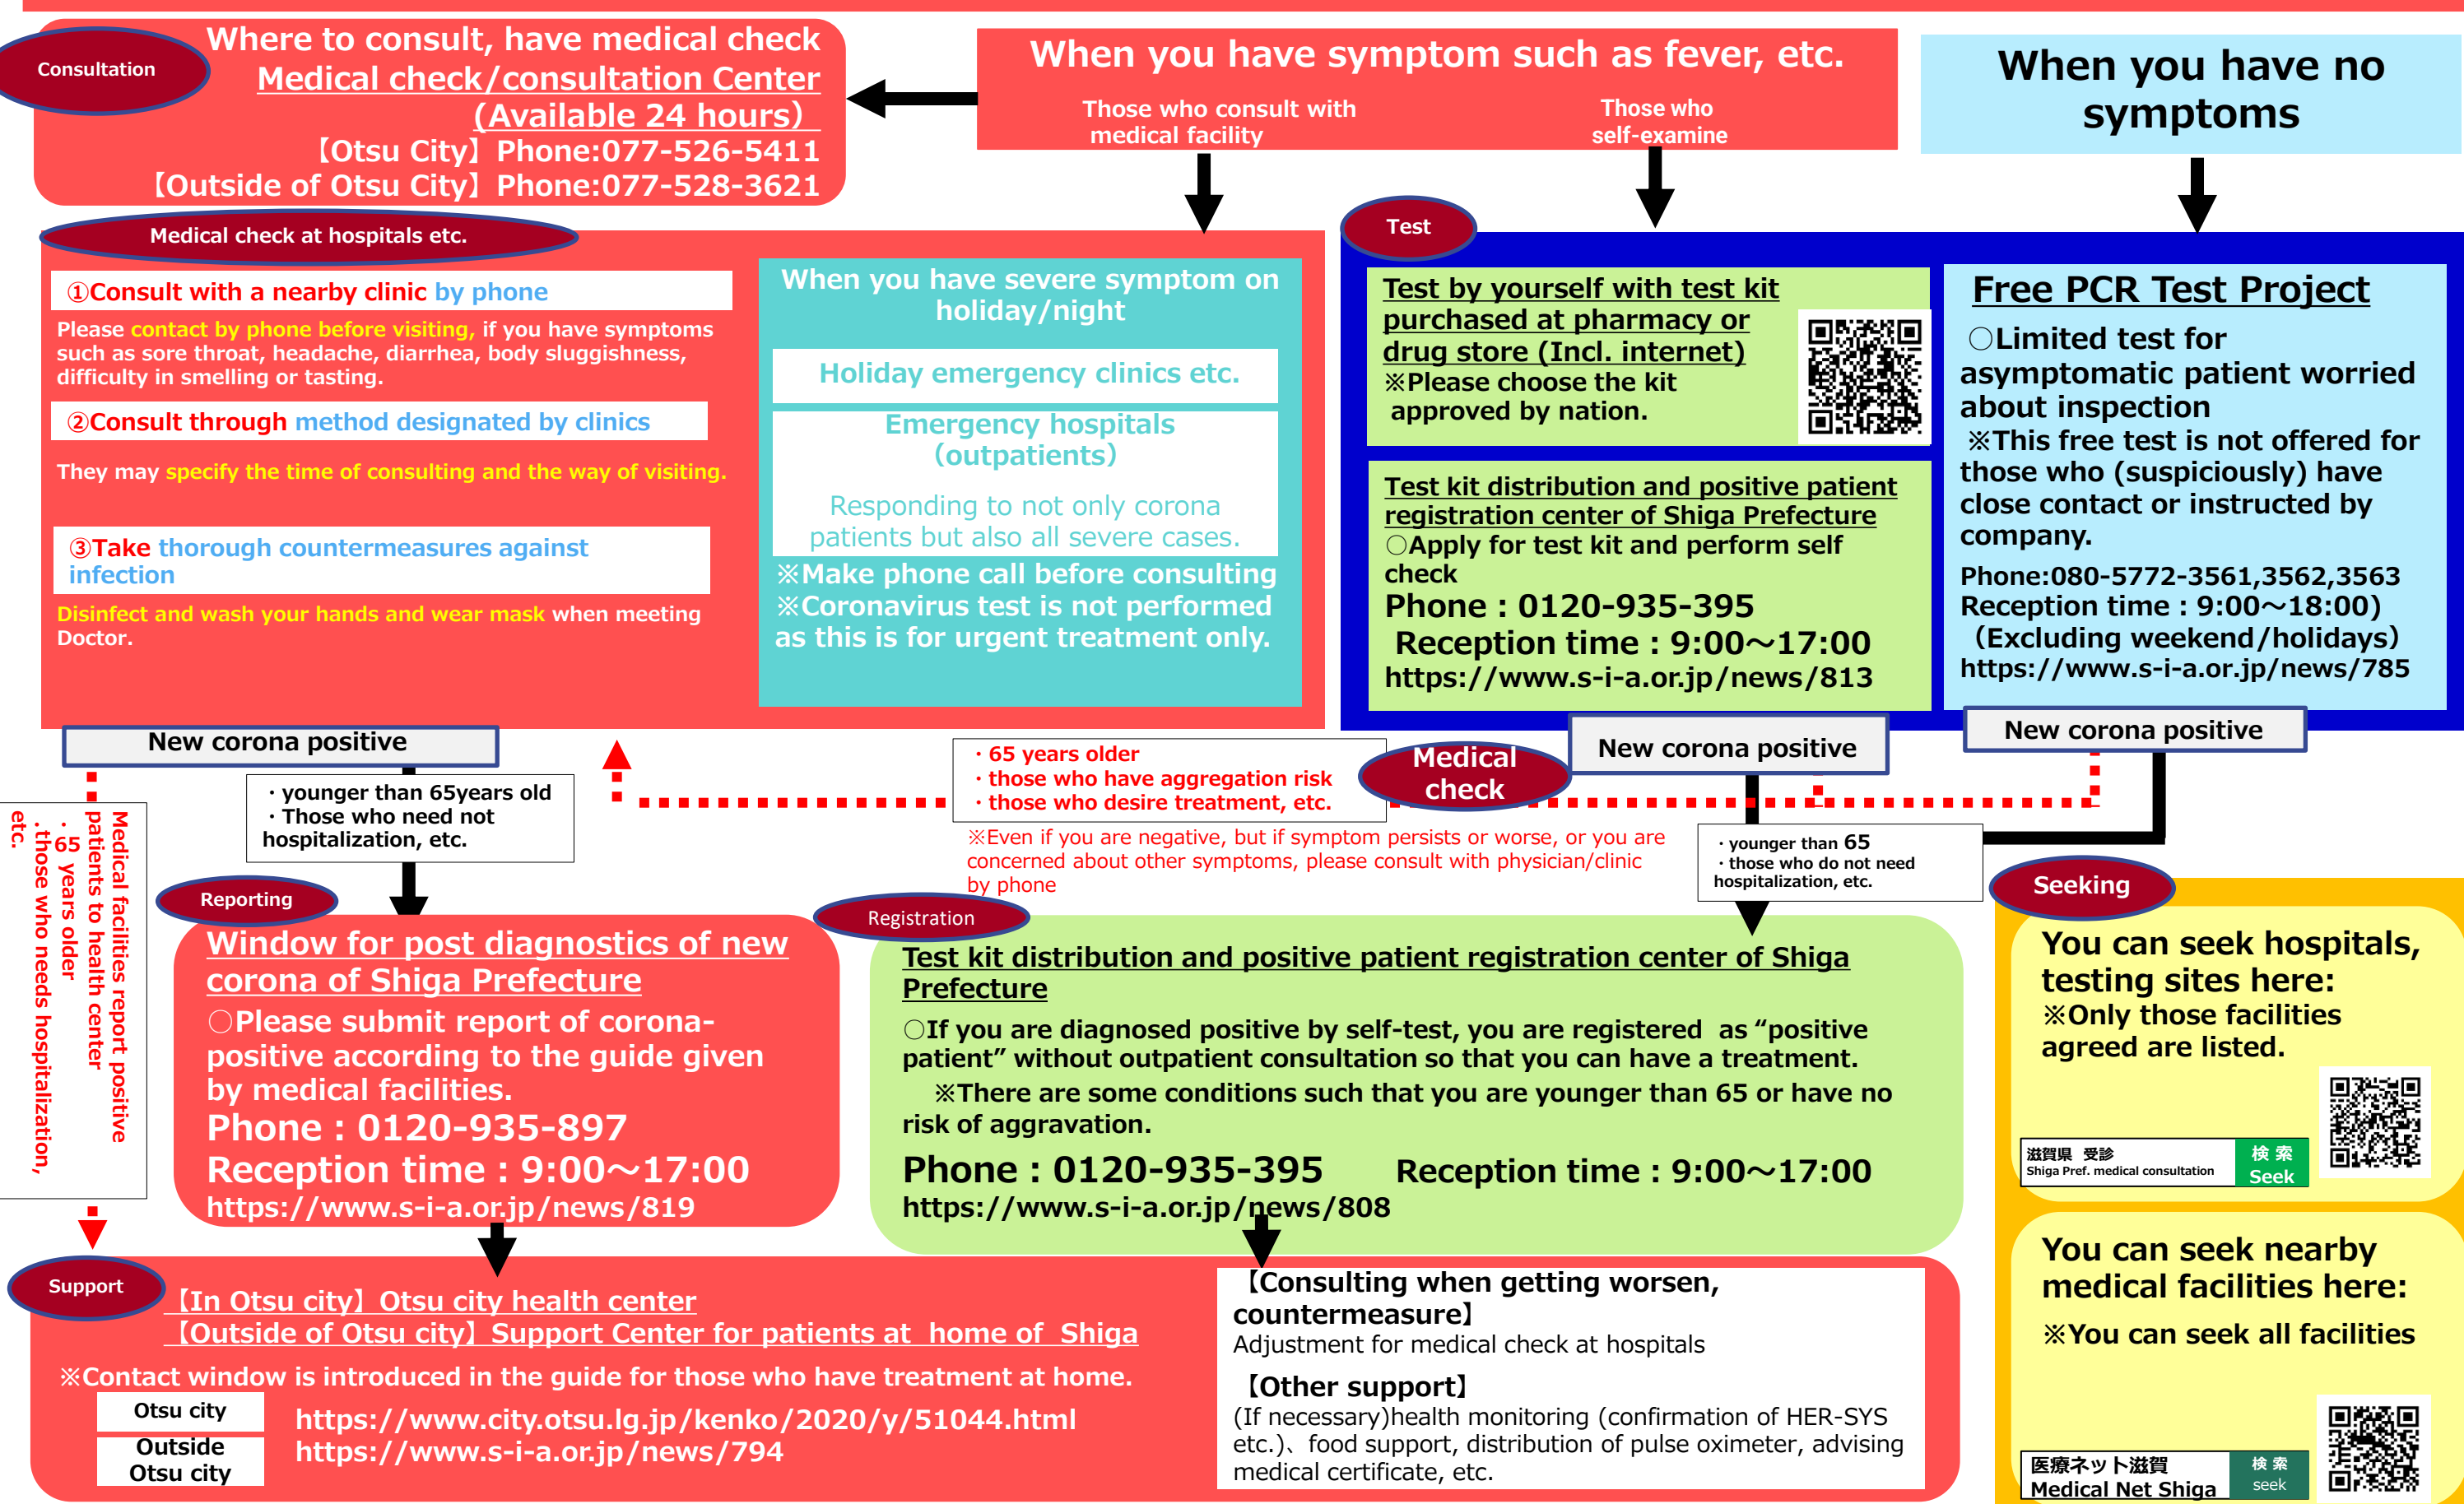 Consultation
Where to consult, have medical check
Medical check/consultation Center
(Available 24 hours）
【Otsu City】Phone:077-526-5411
【Outside of Otsu City】Phone:077-528-3621
When you have symptom such as fever, etc.
Those who consult with
medical facility
Those who
self-examine
When you have no
symptoms
Medical check at hospitals etc.
①Consult with a nearby clinic by phone
Please contact by phone before visiting, if you have symptoms
such as sore throat, headache, diarrhea, body sluggishness,
difficulty in smelling or tasting.
②Consult through method designated by clinics
They may specify the time of consulting and the way of visiting.
③Take thorough countermeasures against
infection
Disinfect and wash your hands and wear mask when meeting
Doctor.
When you have severe symptom on
holiday/night
Holiday emergency clinics etc.
Emergency hospitals
（outpatients）
Responding to not only corona
patients but also all severe cases.
※Make phone call before consulting
※Coronavirus test is not performed
as this is for urgent treatment only.
Test
Test by yourself with test kit
purchased at pharmacy or
drug store (Incl. internet)
※Please choose the kit
approved by nation.
Test kit distribution and positive patient
registration center of Shiga Prefecture
○Apply for test kit and perform self
check
Phone：0120-935-395
Reception time：9:00～17:00
https://www.s-i-a.or.jp/news/813
Free PCR Test Project
○Limited test for
asymptomatic patient worried
about inspection
※This free test is not offered for
those who (suspiciously) have
close contact or instructed by
company.
Phone:080-5772-3561,3562,3563
Reception time：9:00～18:00)
（Excluding weekend/holidays）
https://www.s-i-a.or.jp/news/785
New corona positive
New corona positive
New corona positive
・younger than 65years old
・Those who need not
hospitalization, etc.
・65 years older
・those who have aggregation risk
・those who desire treatment, etc.
Medical
check
※Even if you are negative, but if symptom persists or worse, or you are
concerned about other symptoms, please consult with physician/clinic
by phone
・younger than 65
・those who do not need
hospitalization, etc.
Medical facilities report positive
patients to health center
・65 years older
・those who needs hospitalization,
etc.
Reporting
Window for post diagnostics of new
corona of Shiga Prefecture
○Please submit report of corona-
positive according to the guide given
by medical facilities.
Phone：0120-935-897
Reception time：9:00～17:00
https://www.s-i-a.or.jp/news/819
Registration
Test kit distribution and positive patient registration center of Shiga
Prefecture
○If you are diagnosed positive by self-test, you are registered as “positive
patient” without outpatient consultation so that you can have a treatment.
※There are some conditions such that you are younger than 65 or have no
risk of aggravation.
Phone：0120-935-395 Reception time：9:00～17:00
https://www.s-i-a.or.jp/news/808
Seeking
You can seek hospitals,
testing sites here:
※Only those facilities
agreed are listed.
滋賀県 受診
Shiga Pref. medical consultation
検 索
Seek
You can seek nearby
medical facilities here:
※You can seek all facilities
医療ネット滋賀
Medical Net Shiga
検 索
seek
Support
【In Otsu city】Otsu city health center
【Outside of Otsu city】Support Center for patients at home of Shiga
※Contact window is introduced in the guide for those who have treatment at home.
Otsu city
https://www.city.otsu.lg.jp/kenko/2020/y/51044.html
Outside
Otsu city
https://www.s-i-a.or.jp/news/794
【Consulting when getting worsen,
countermeasure】
Adjustment for medical check at hospitals
【Other support】
(If necessary)health monitoring (confirmation of HER-SYS
etc.)、food support, distribution of pulse oximeter, advising
medical certificate, etc.